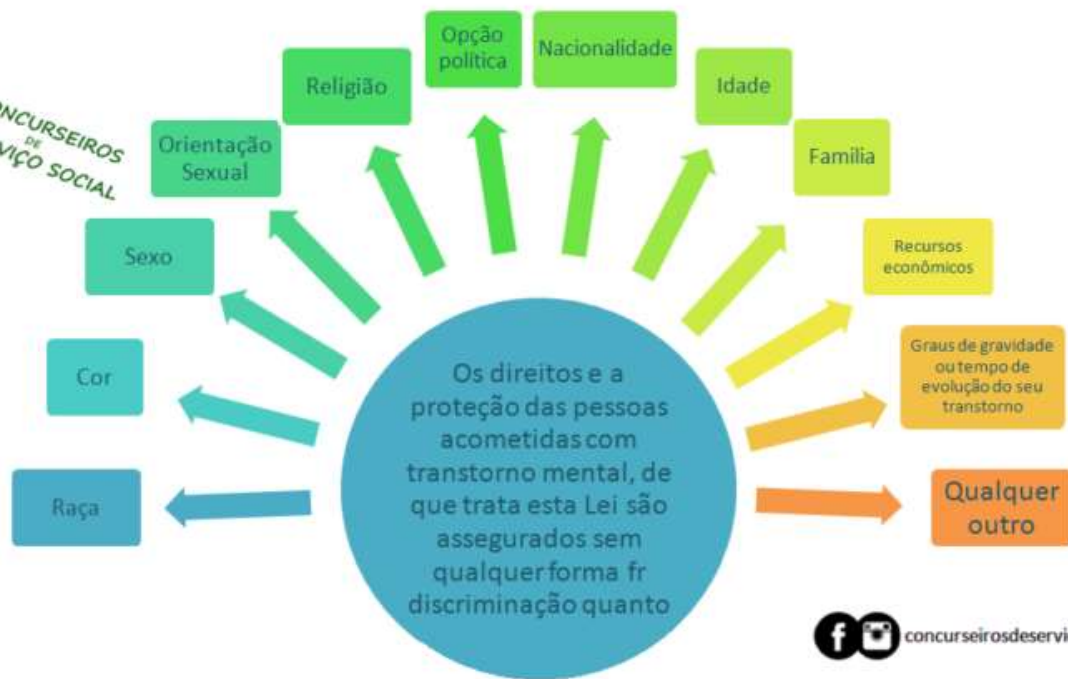 Opção
política
Nacionalidade
Religião
Idade
CONCURSEIROS
DE
Orientação
Sexual
SOCIAL
Família
Sexo
Recursos
econômicos
Cor
Graus de gravidade
ou tempo de
evolução do seu
transtorno
Os direitos e a
proteção das pessoas
acometidas com
transtorno mental, de
que trata esta Lei são
assegurados sem
qualquer forma fr
discriminação quanto
Raça
Qualquer
outro
concurseirosdeservi